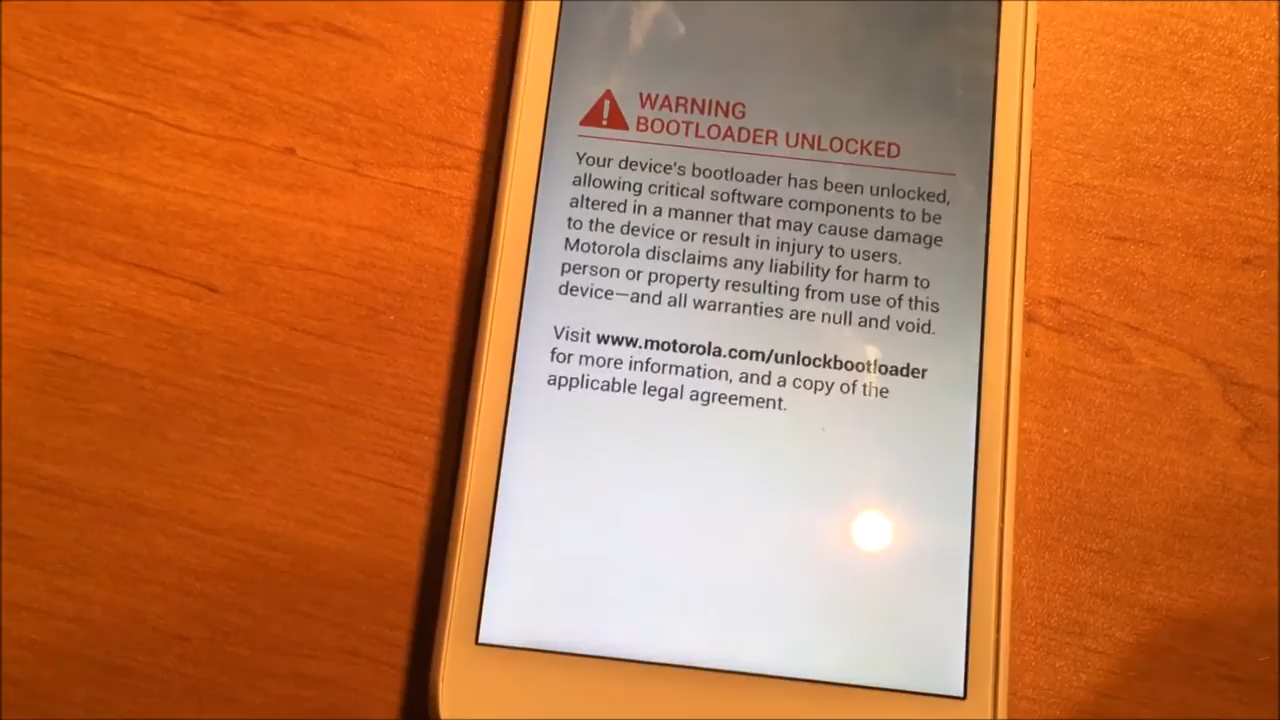 WARNING
BOOTLOADER UNLOCKED
Your device's bootloader has been unlocked,
allowing critical software components to be
altered in a manner that may cause damage
to the device or result in injury to users.
Motorola disclaims any liability for harm to
person or property resulting from use of this
device—and all warranties are null and void.
Visit www.motorola.com/unlockbootloader
for more information, and a copy of the
applicable legal agreement.